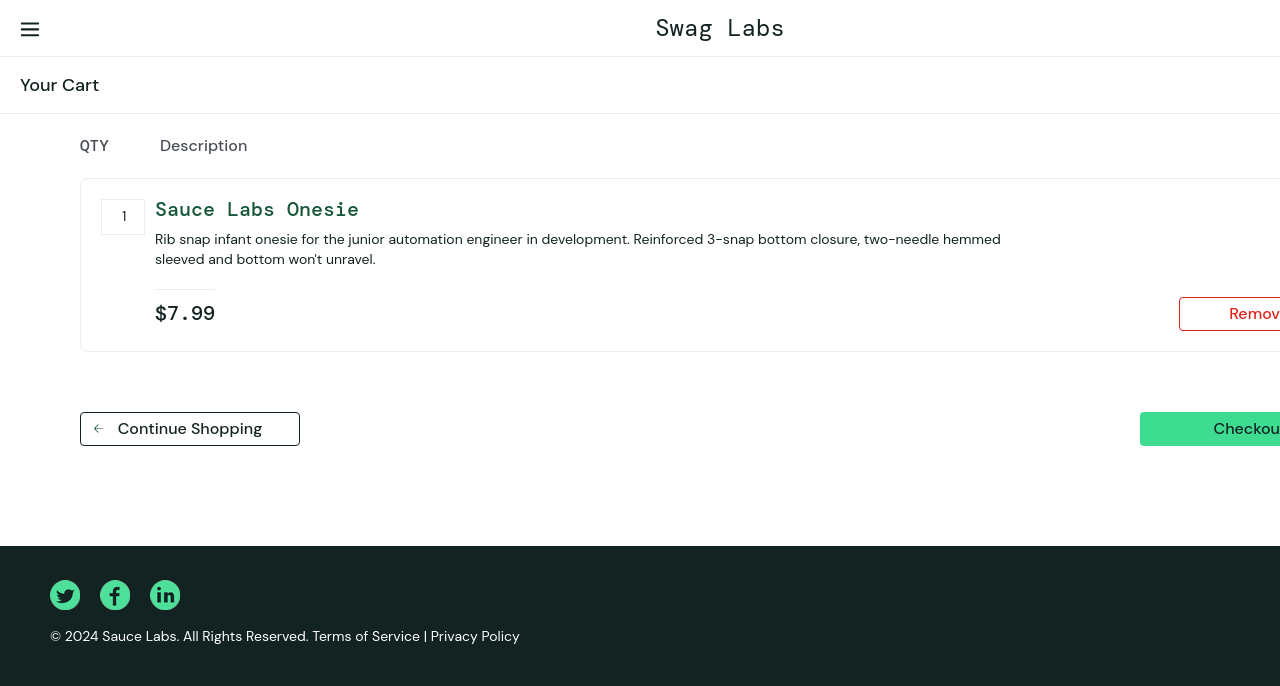 Swag Labs
Your Cart
QTY Description
1
Sauce Labs Onesie
Rib snap infant onesie for the junior automation engineer in development. Reinforced 3-snap bottom closure, two-needle hemmed
sleeved and bottom won't unravel.
$7.99
Remov
Continue Shopping
Checkou
© 2024 Sauce Labs. All Rights Reserved. Terms of Service | Privacy Policy